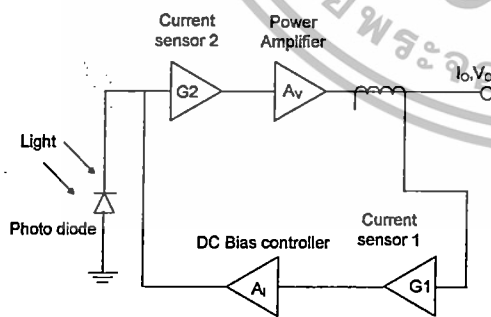 Current
sensor 2
Power
Amplifier
G2
Av
Io,Vo
Light
Photo diode
DC Bias controller
Current
sensor 1
AI
G1